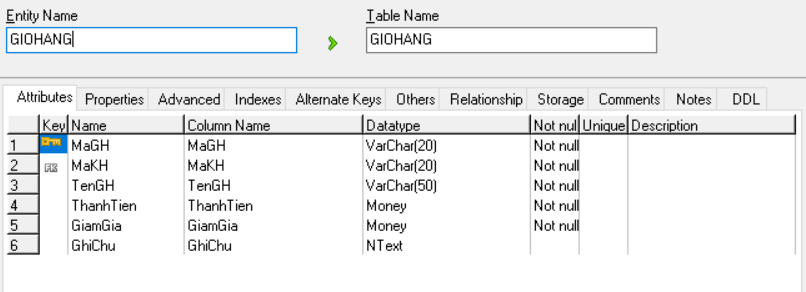 Entity Name Table Name
GIOHANG GIOHANG
Attributes Properties Advanced Indexes Alternate Keys Others Relationship Storage Comments Notes DDL
Key Name Column Name Datatype Not nul Unique Description
1 MaGH MaGH VarChar(20) Not null
2 FK MaKH MaKH VarChar(20) Not null
3 TenGH TenGH VarChar(50) Not null
4 ThanhTien ThanhTien Money Not null
5 GiamGia GiamGia Money Not null
6 GhiChu GhiChu NText